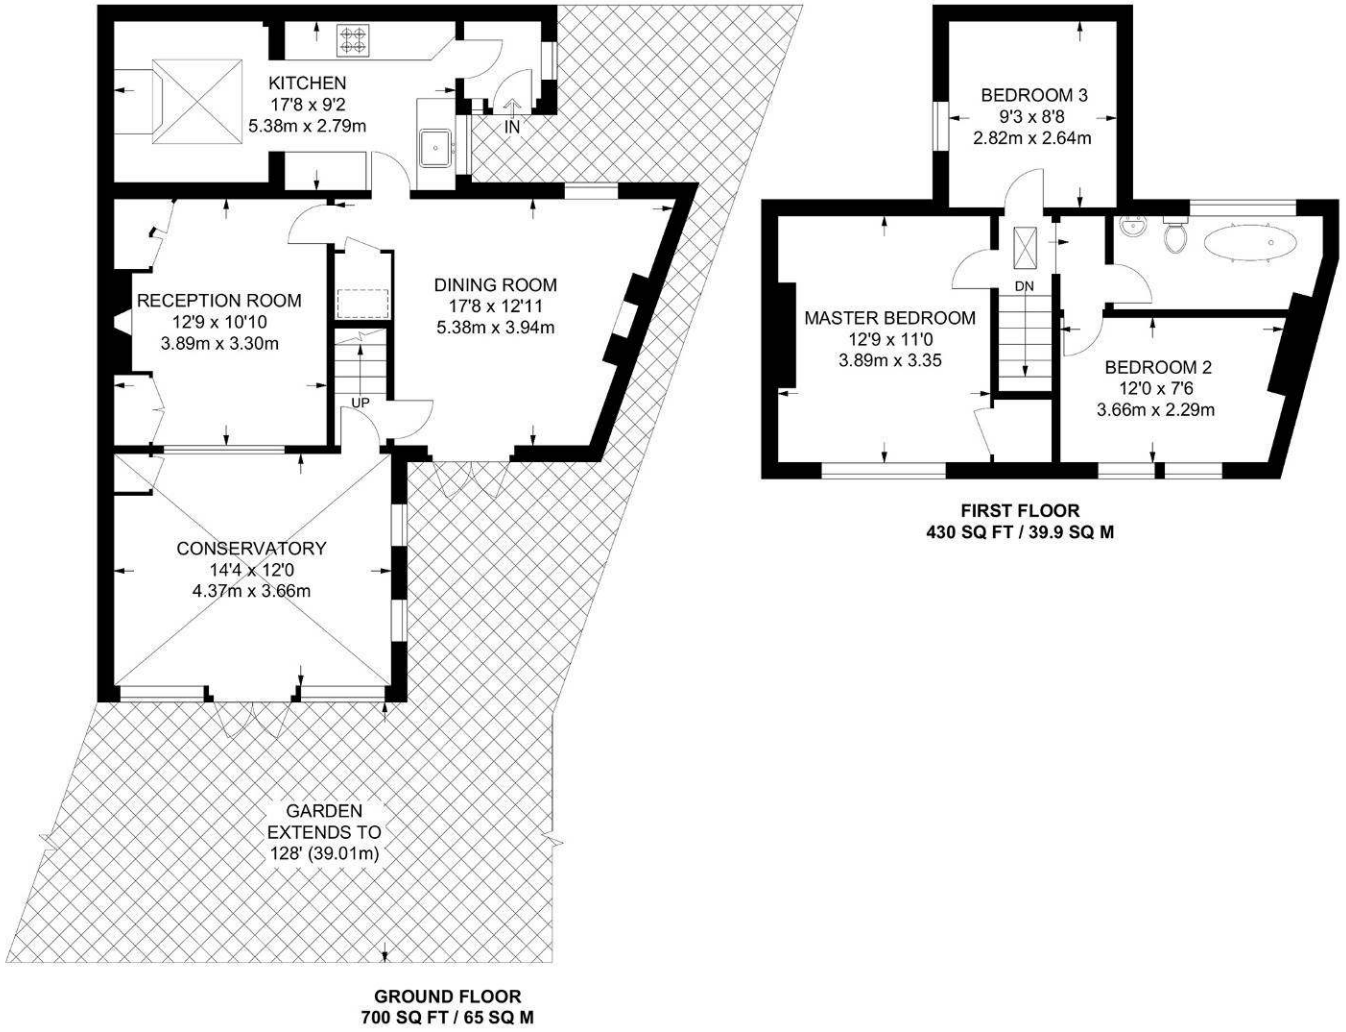 KITCHEN
17'8 x 9'2
5.38m x 2.79m
IN
RECEPTION ROOM
12'9 x 10'10
3.89m x 3.30m
DINING ROOM
17'8 x 12'11
5.38m x 3.94m
UP
CONSERVATORY
14'4 x 12'0
4.37m x 3.66m
GARDEN
EXTENDS TO
128' (39.01m)
GROUND FLOOR
700 SQ FT / 65 SQ M
BEDROOM 3
9'3 x 8'8
2.82m x 2.64m
DN
MASTER BEDROOM
12'9 x 11'0
3.89m x 3.35
BEDROOM 2
12'0 x 7'6
3.66m x 2.29m
FIRST FLOOR
430 SQ FT / 39.9 SQ M